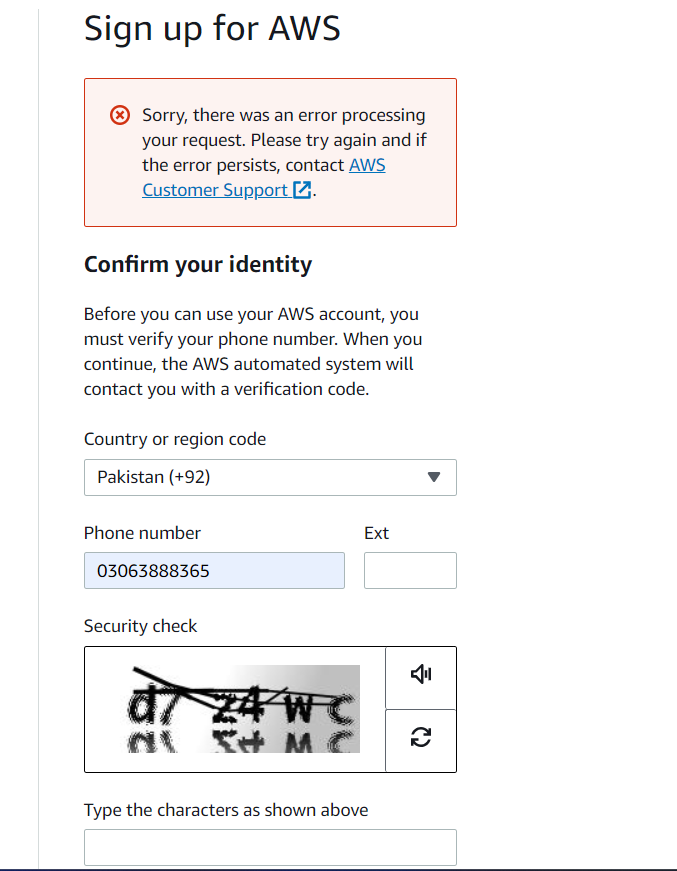 Sign up for AWS
Sorry, there was an error processing
your request. Please try again and if
the error persists, contact AWS
Customer Support.
Confirm your identity
Before you can use your AWS account, you
must verify your phone number. When you
continue, the AWS automated system will
contact you with a verification code.
Country or region code
Pakistan (+92)
Phone number Ext
03063888365
Security check
Type the characters as shown above